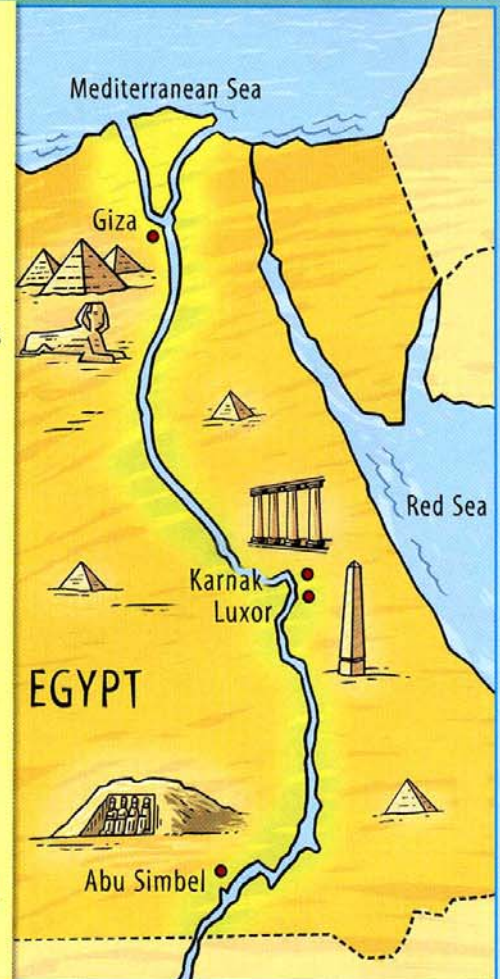 Mediterranean Sea
Giza
Red Sea
Karnak
Luxor
EGYPT
Abu Simbel